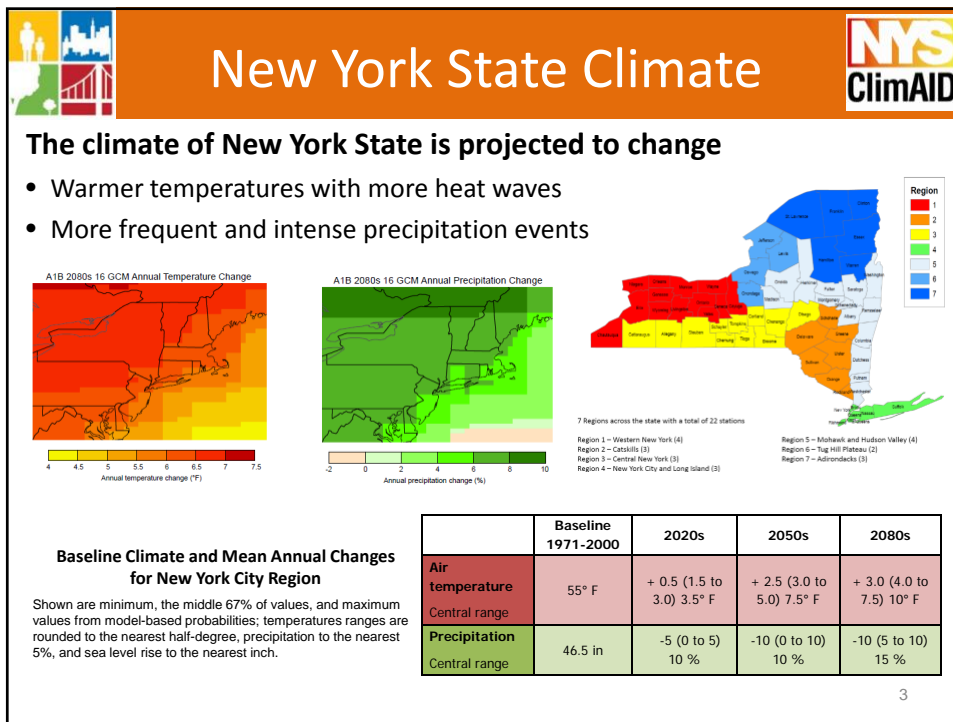 New York State Climate
NYS
ClimAID
The climate of New York State is projected to change
• Warmer temperatures with more heat waves
• More frequent and intense precipitation events
A1B 2080s 16 GCM Annual Temperature Change
4 4.5 5 5.5 6 6.5 7 7.5
Annual temperature change (°F)
A1B 2080s 16 GCM Annual Precipitation Change
-2 0 2 4 6 8 10
Annual precipitation change (%)
Region
1
2
3
4
5
6
7
7 Regions across the state with a total of 22 stations
Region 1 – Western New York (4)
Region 2 – Catskills (3)
Region 3 – Central New York (3)
Region 4 – New York City and Long Island (3)
Region 5 – Mohawk and Hudson Valley (4)
Region 6 – Tug Hill Plateau (2)
Region 7 – Adirondacks (3)
Baseline Climate and Mean Annual Changes
for New York City Region
Shown are minimum, the middle 67% of values, and maximum
values from model-based probabilities; temperatures ranges are
rounded to the nearest half-degree, precipitation to the nearest
5%, and sea level rise to the nearest inch.
Baseline
1971-2000
2020s
2050s
2080s
Air
temperature
Central range
55° F
+ 0.5 (1.5 to
3.0) 3.5° F
+ 2.5 (3.0 to
5.0) 7.5° F
+ 3.0 (4.0 to
7.5) 10° F
Precipitation
Central range
46.5 in
-5 (0 to 5)
10 %
-10 (0 to 10)
10 %
-10 (5 to 10)
15 %
3